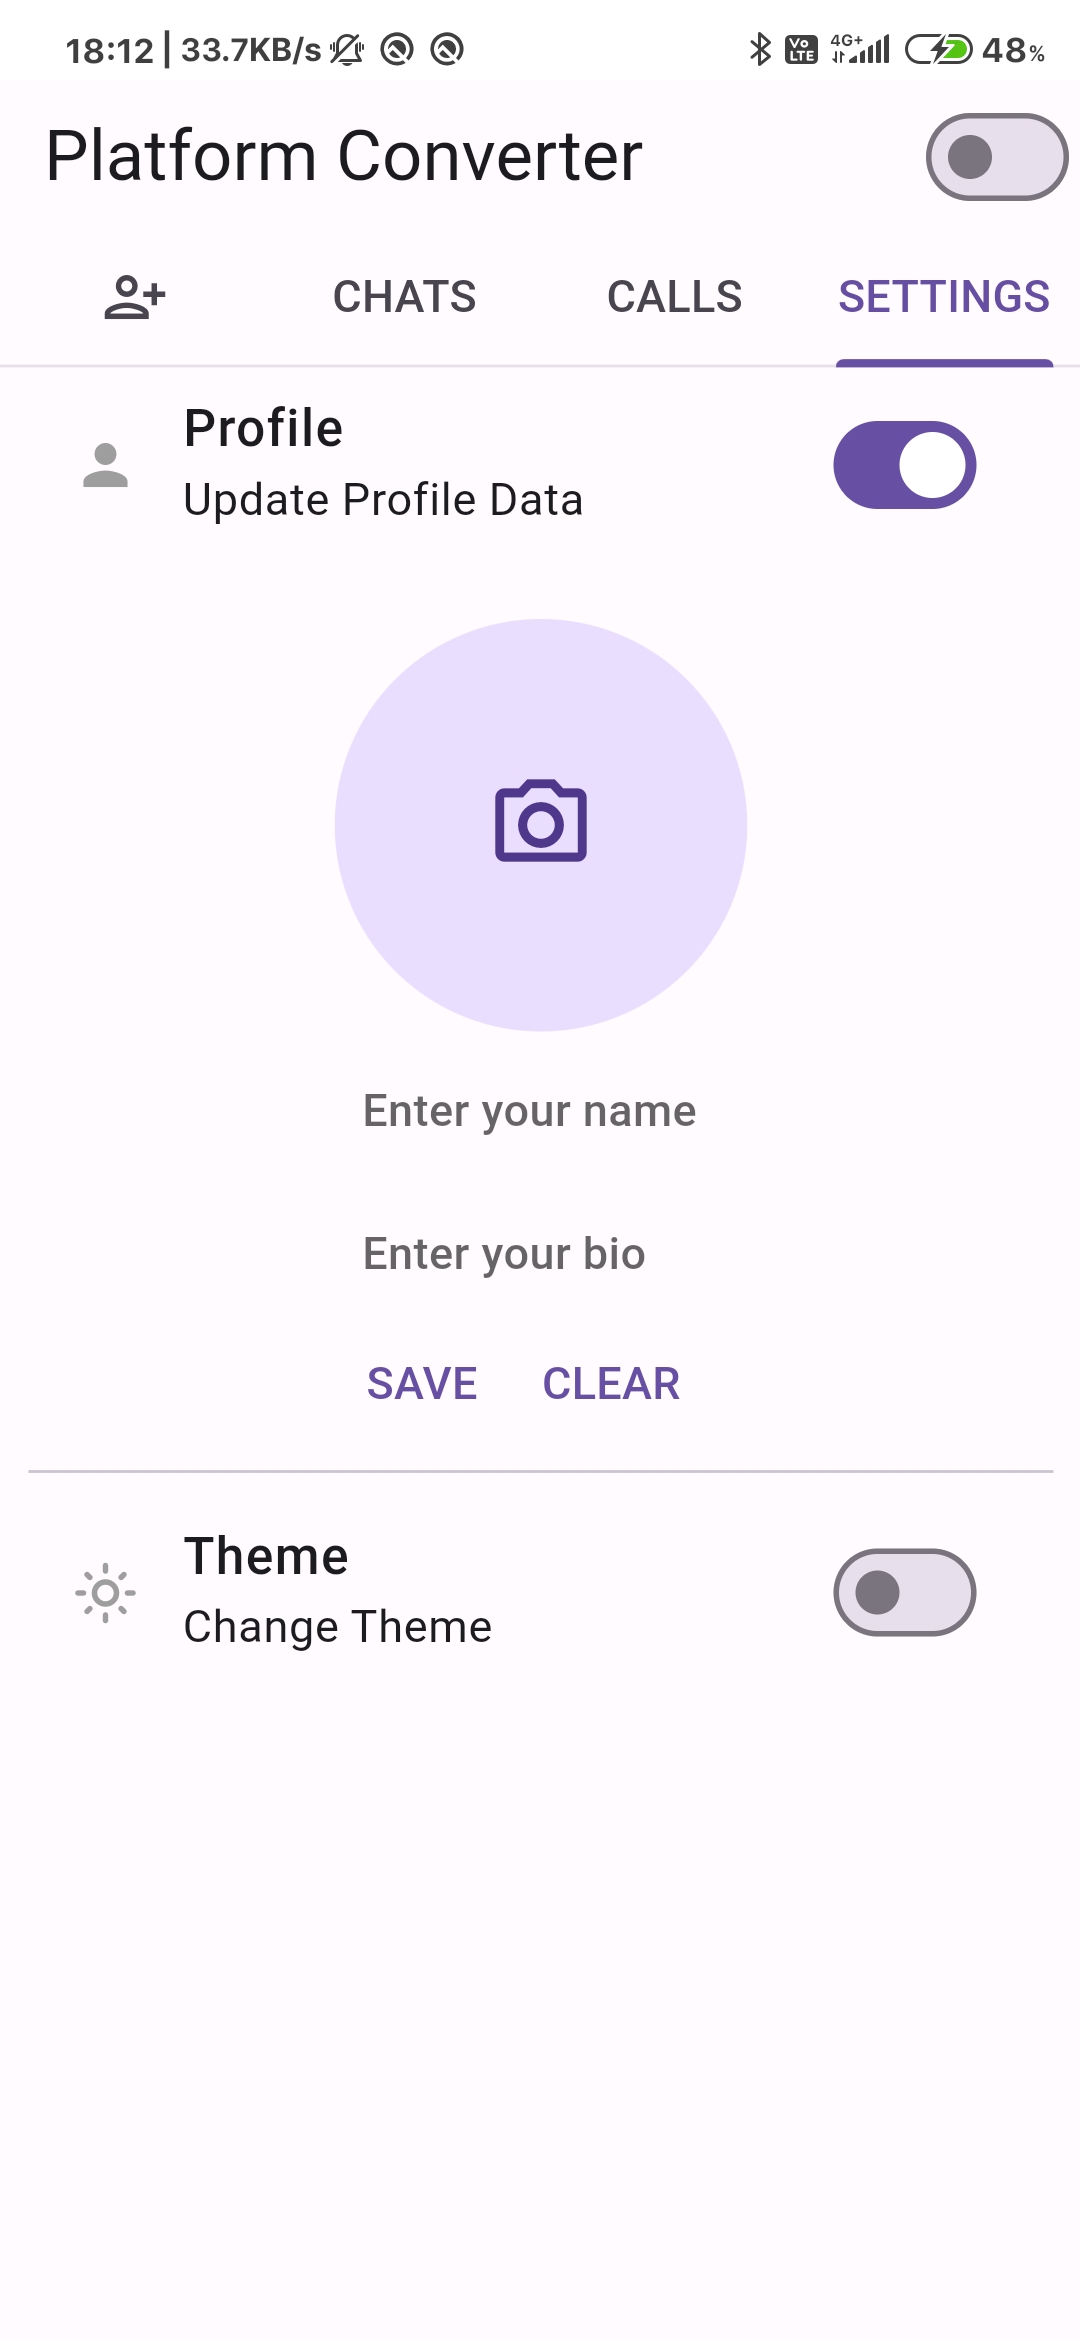 18:12 | 33.7KB/s Vo LTE 4G+ 48%
Platform Converter
CHATS CALLS SETTINGS
Profile
Update Profile Data
Enter your name
Enter your bio
SAVE CLEAR
Theme
Change Theme